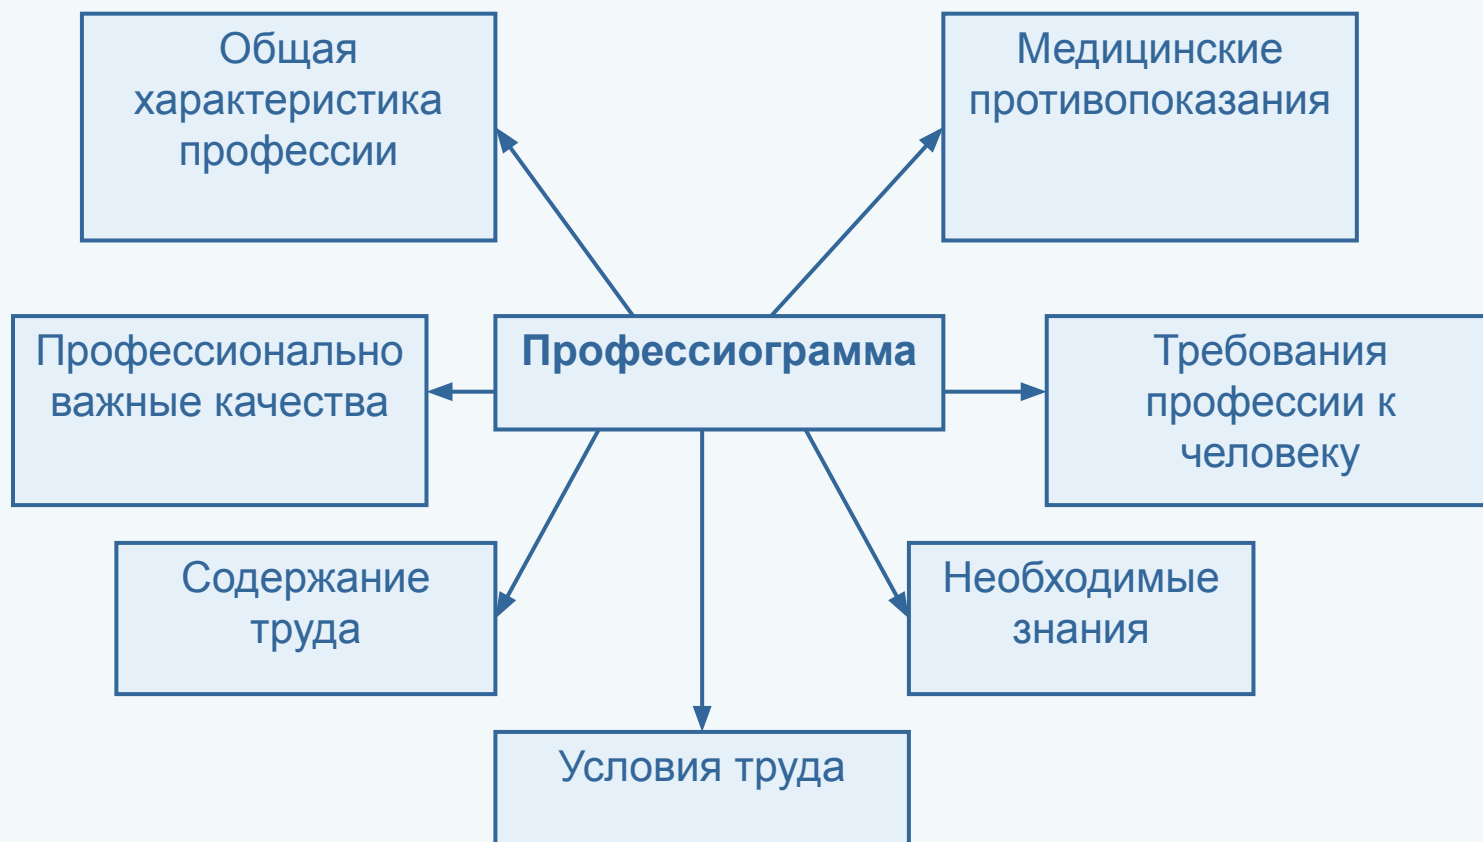 Общая
характеристика
профессии
Медицинские
противопоказания
Профессионально
важные качества
Профессиограмма
Требования
профессии к
человеку
Содержание
труда
Необходимые
знания
Условия труда